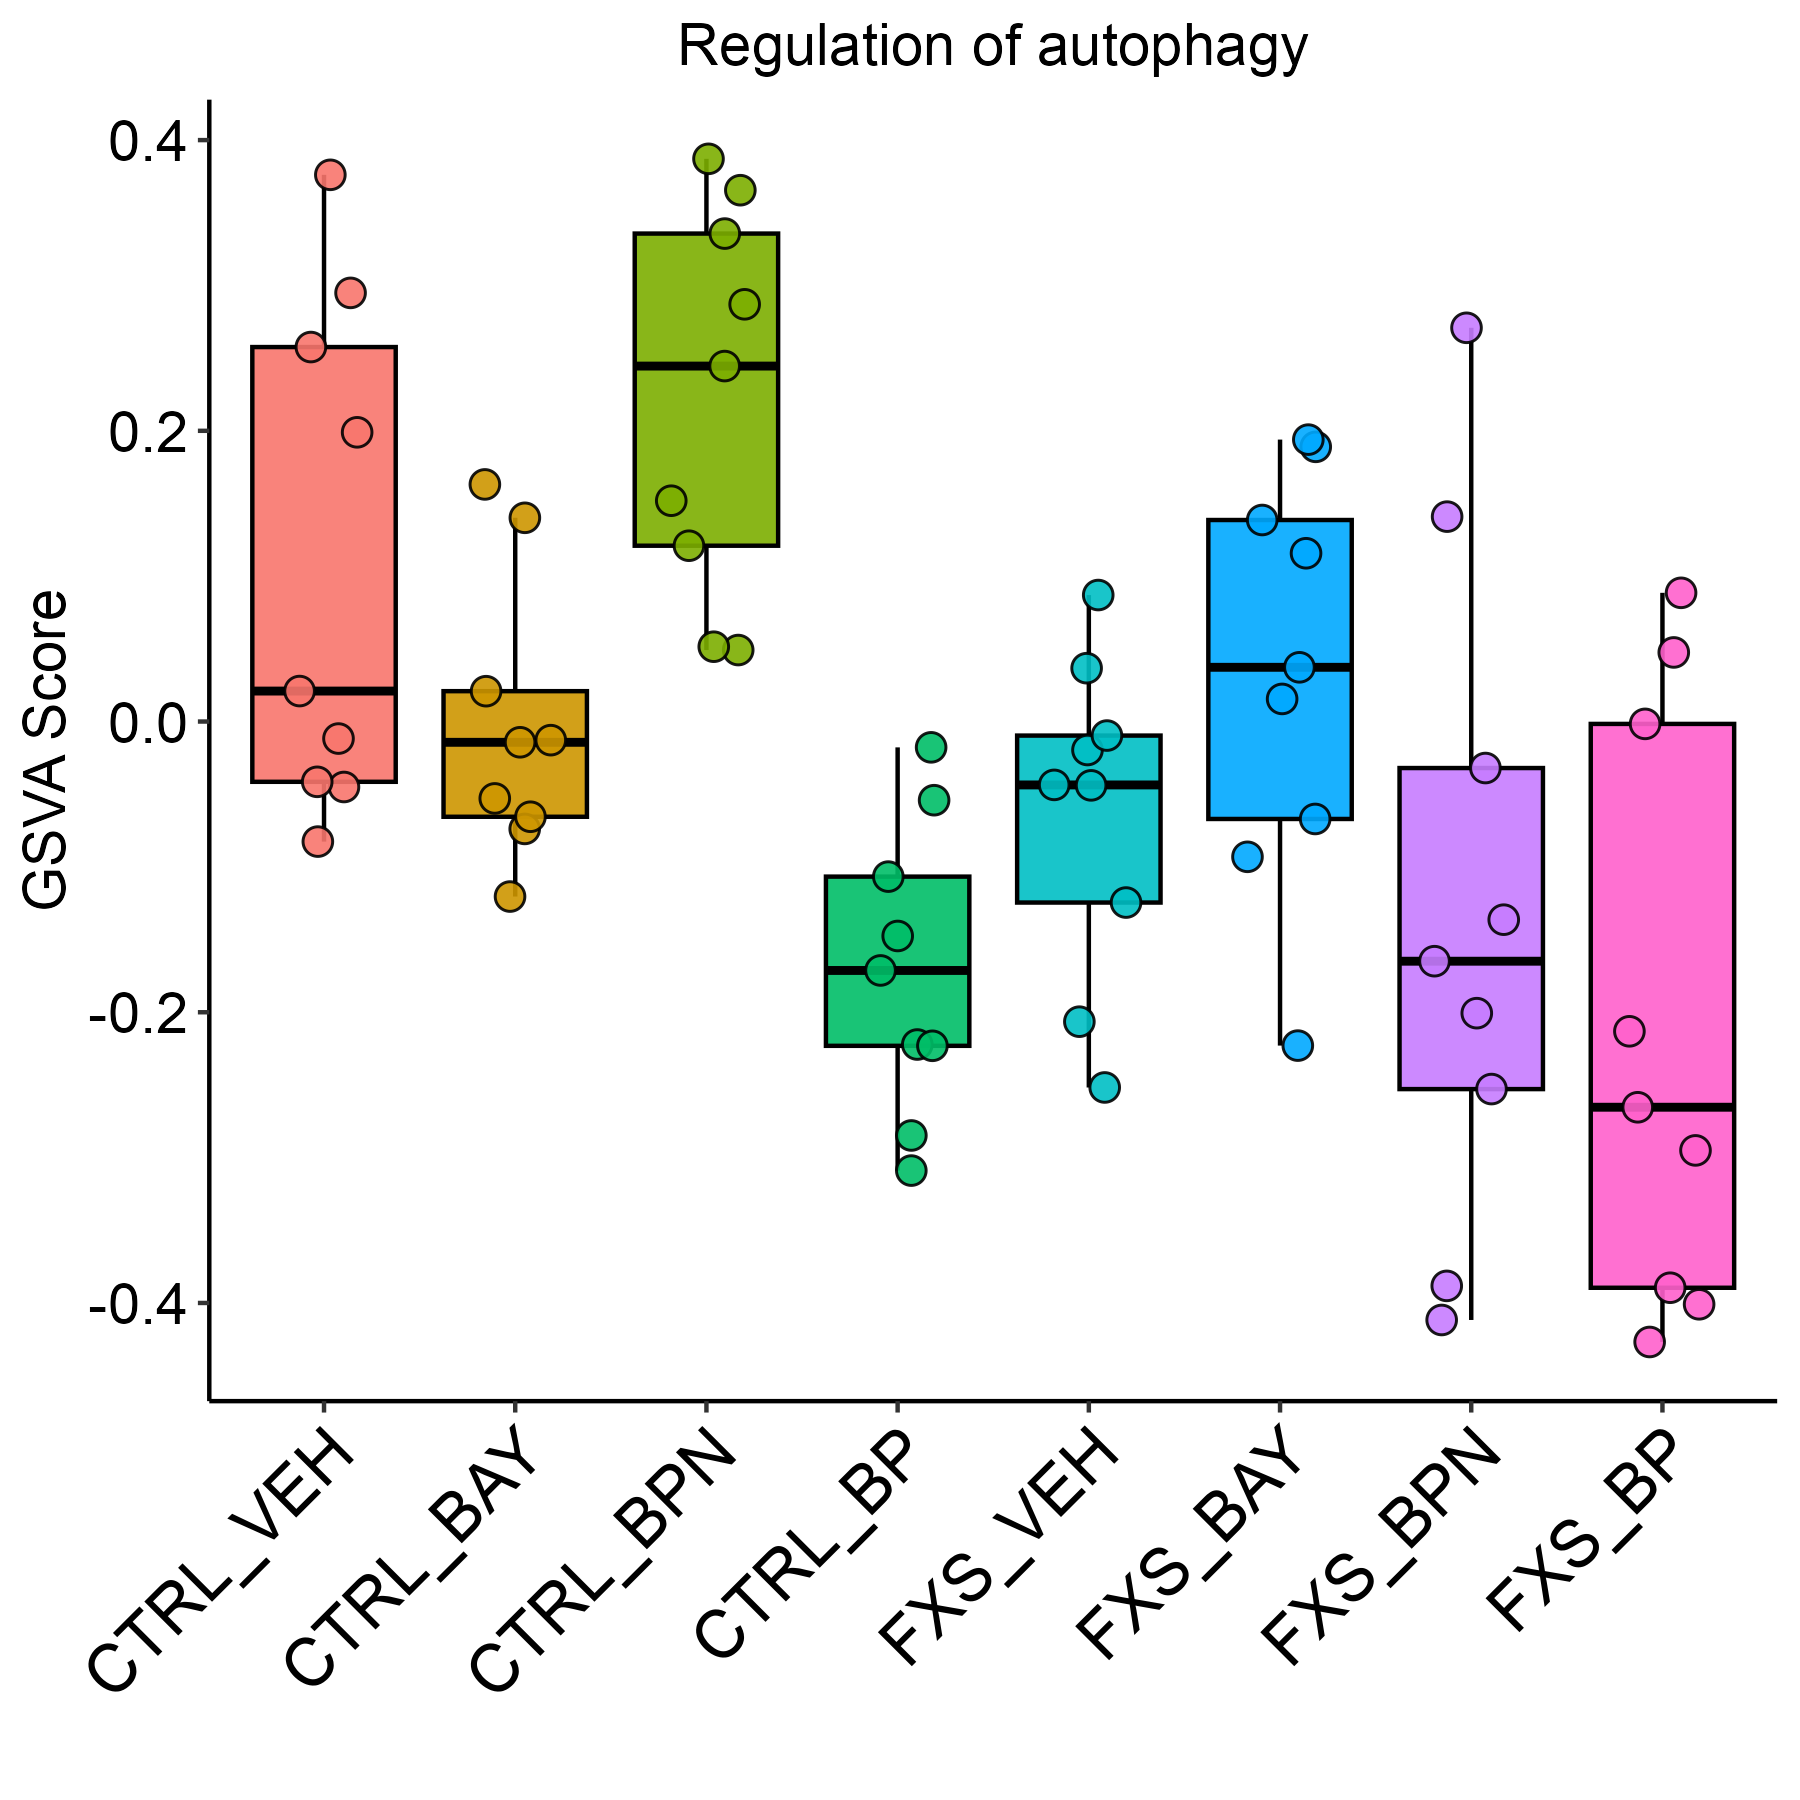 Regulation of autophagy
GSVA Score
0.4
0.2
0.0
-0.2
-0.4
CTRL_VEH
CTRL_BAY
CTRL_BPN
CTRL_BP
FXS_VEH
FXS_BAY
FXS_BPN
FXS_BP